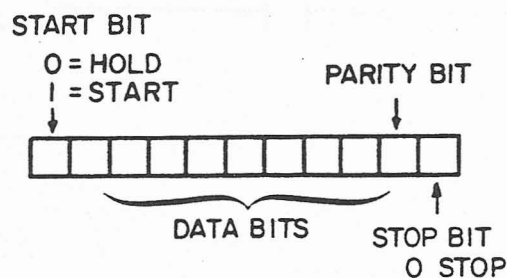 START BIT
0 = HOLD
1 = START
PARITY BIT
DATA BITS
STOP BIT
0 STOP